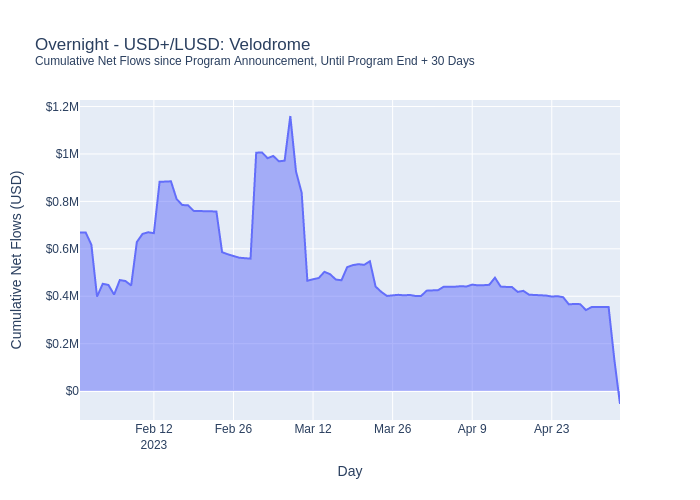 Overnight - USD+/LUSD: Velodrome
Cumulative Net Flows since Program Announcement, Until Program End + 30 Days
Cumulative Net Flows (USD)
$1.2M
$1M
$0.8M
$0.6M
$0.4M
$0.2M
$0
Feb 12
2023
Feb 26
Mar 12
Mar 26
Apr 9
Apr 23
Day